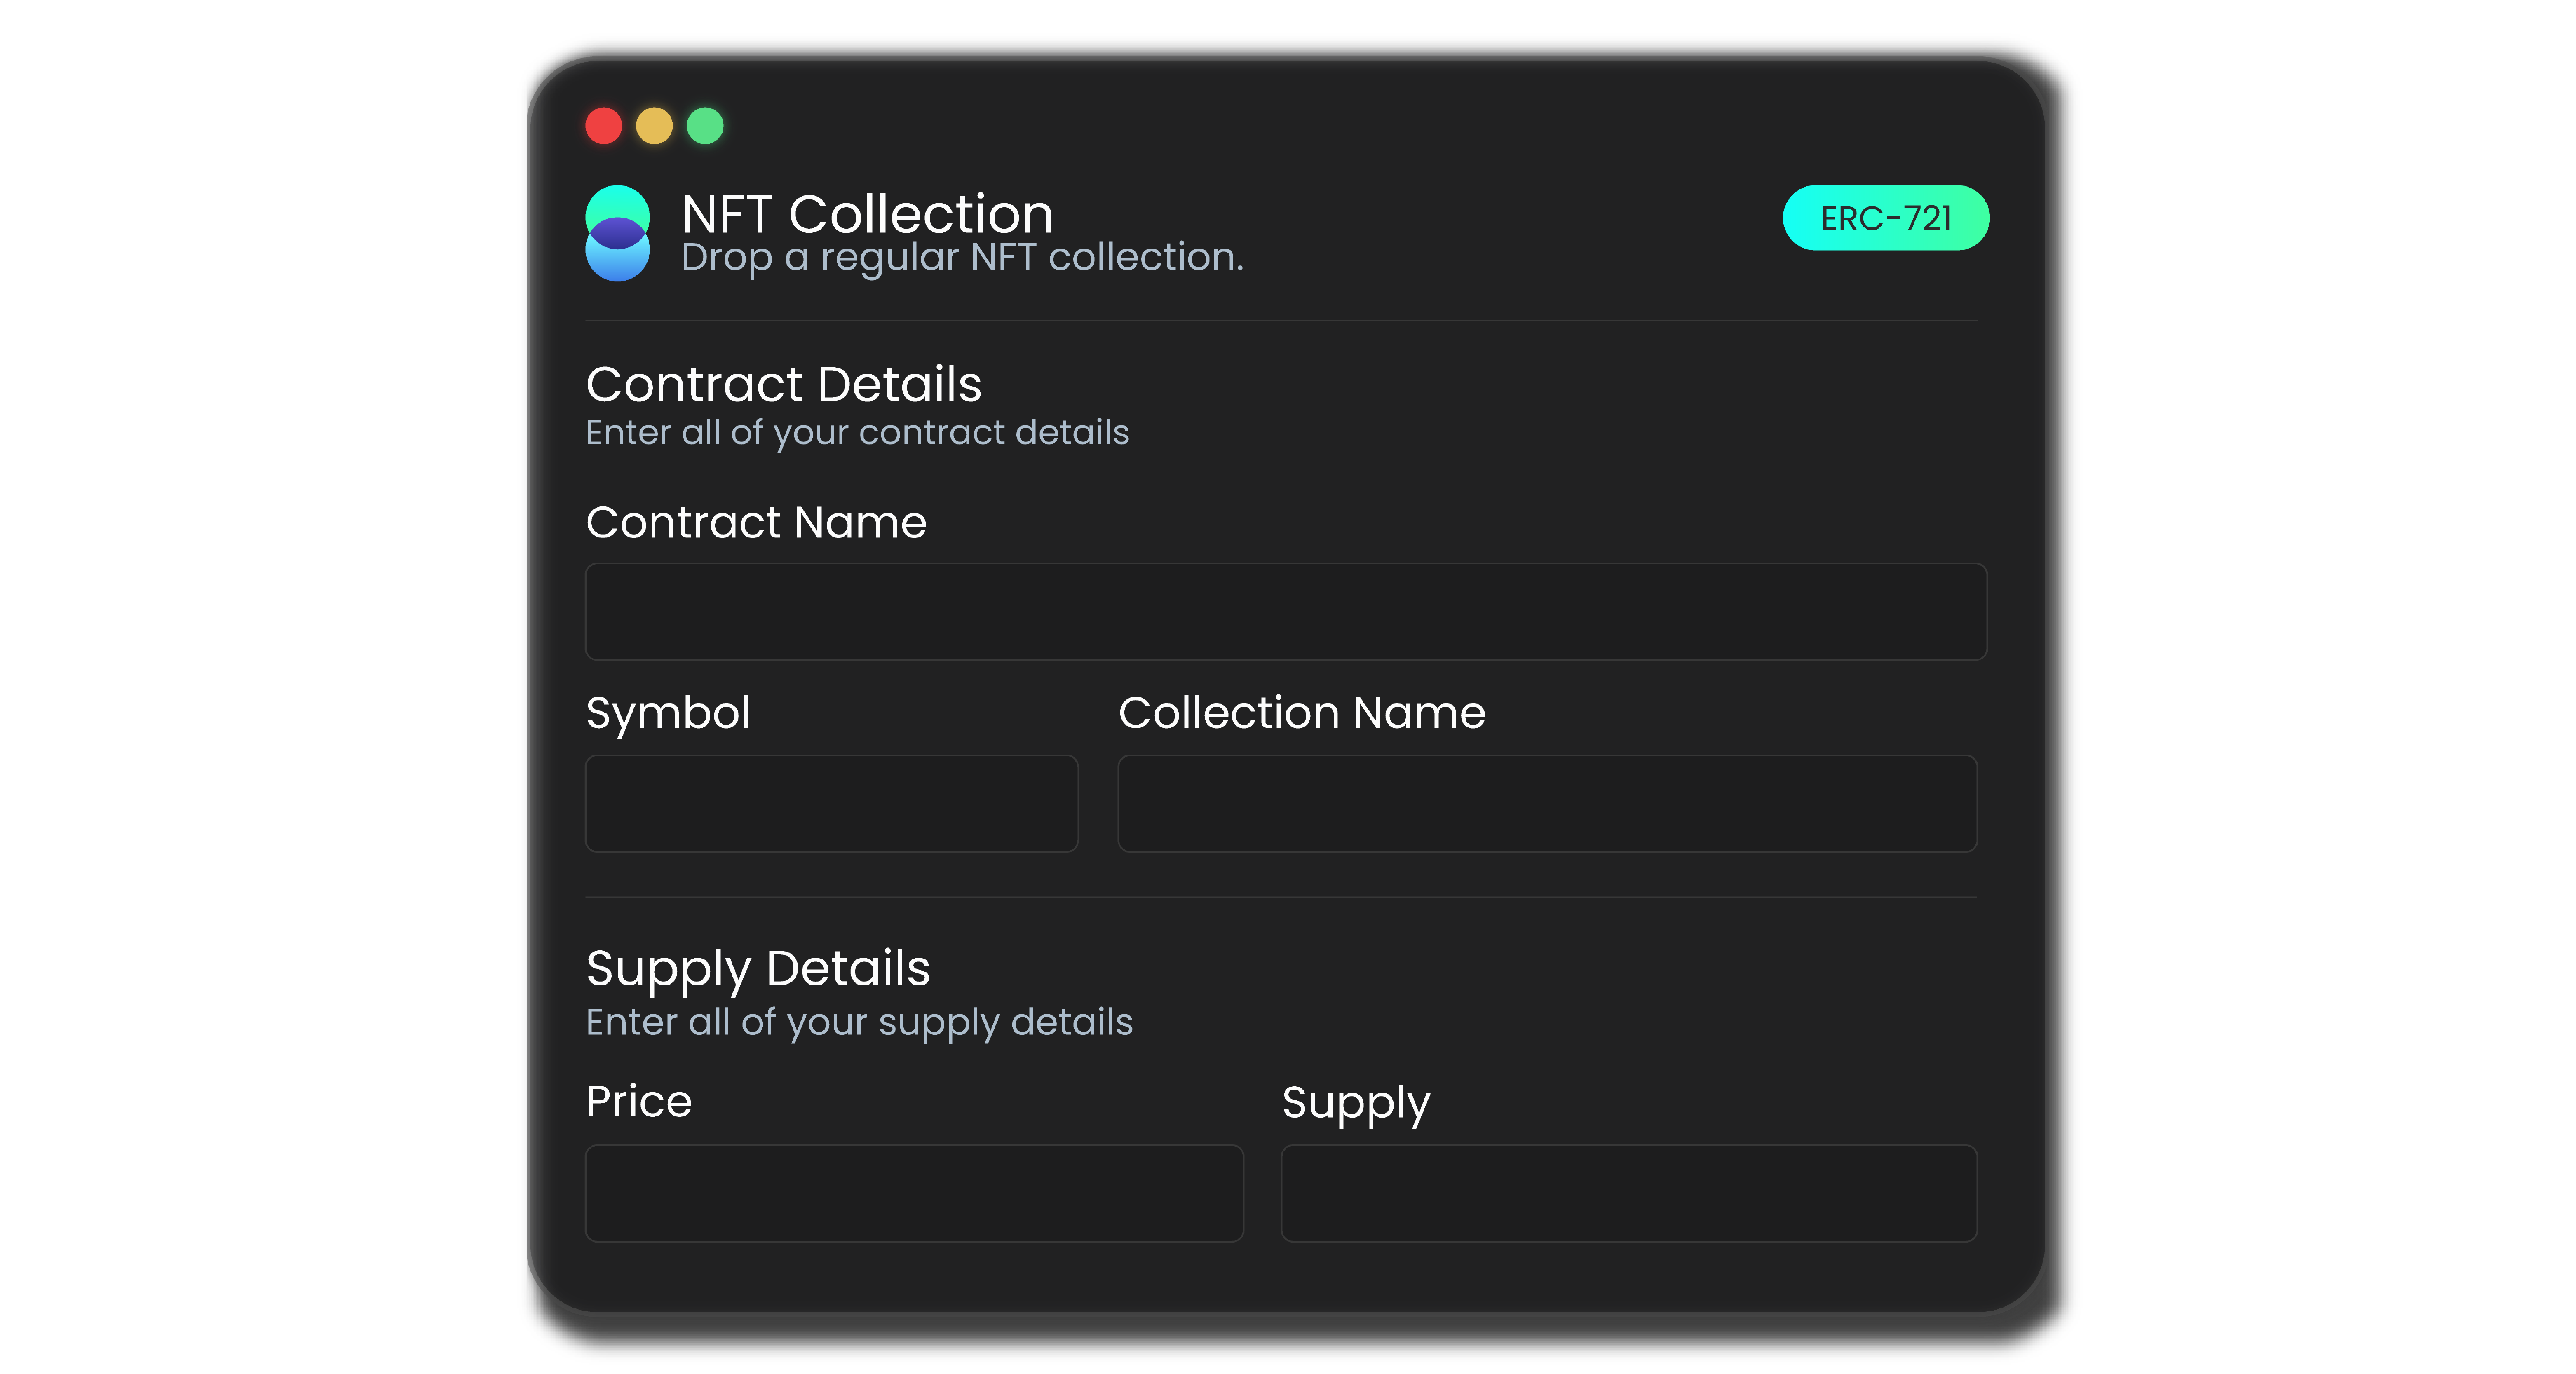 NFT Collection
ERC-721
Drop a regular NFT collection.
Contract Details
Enter all of your contract details
Contract Name
Symbol
Collection Name
Supply Details
Enter all of your supply details
Price
Supply